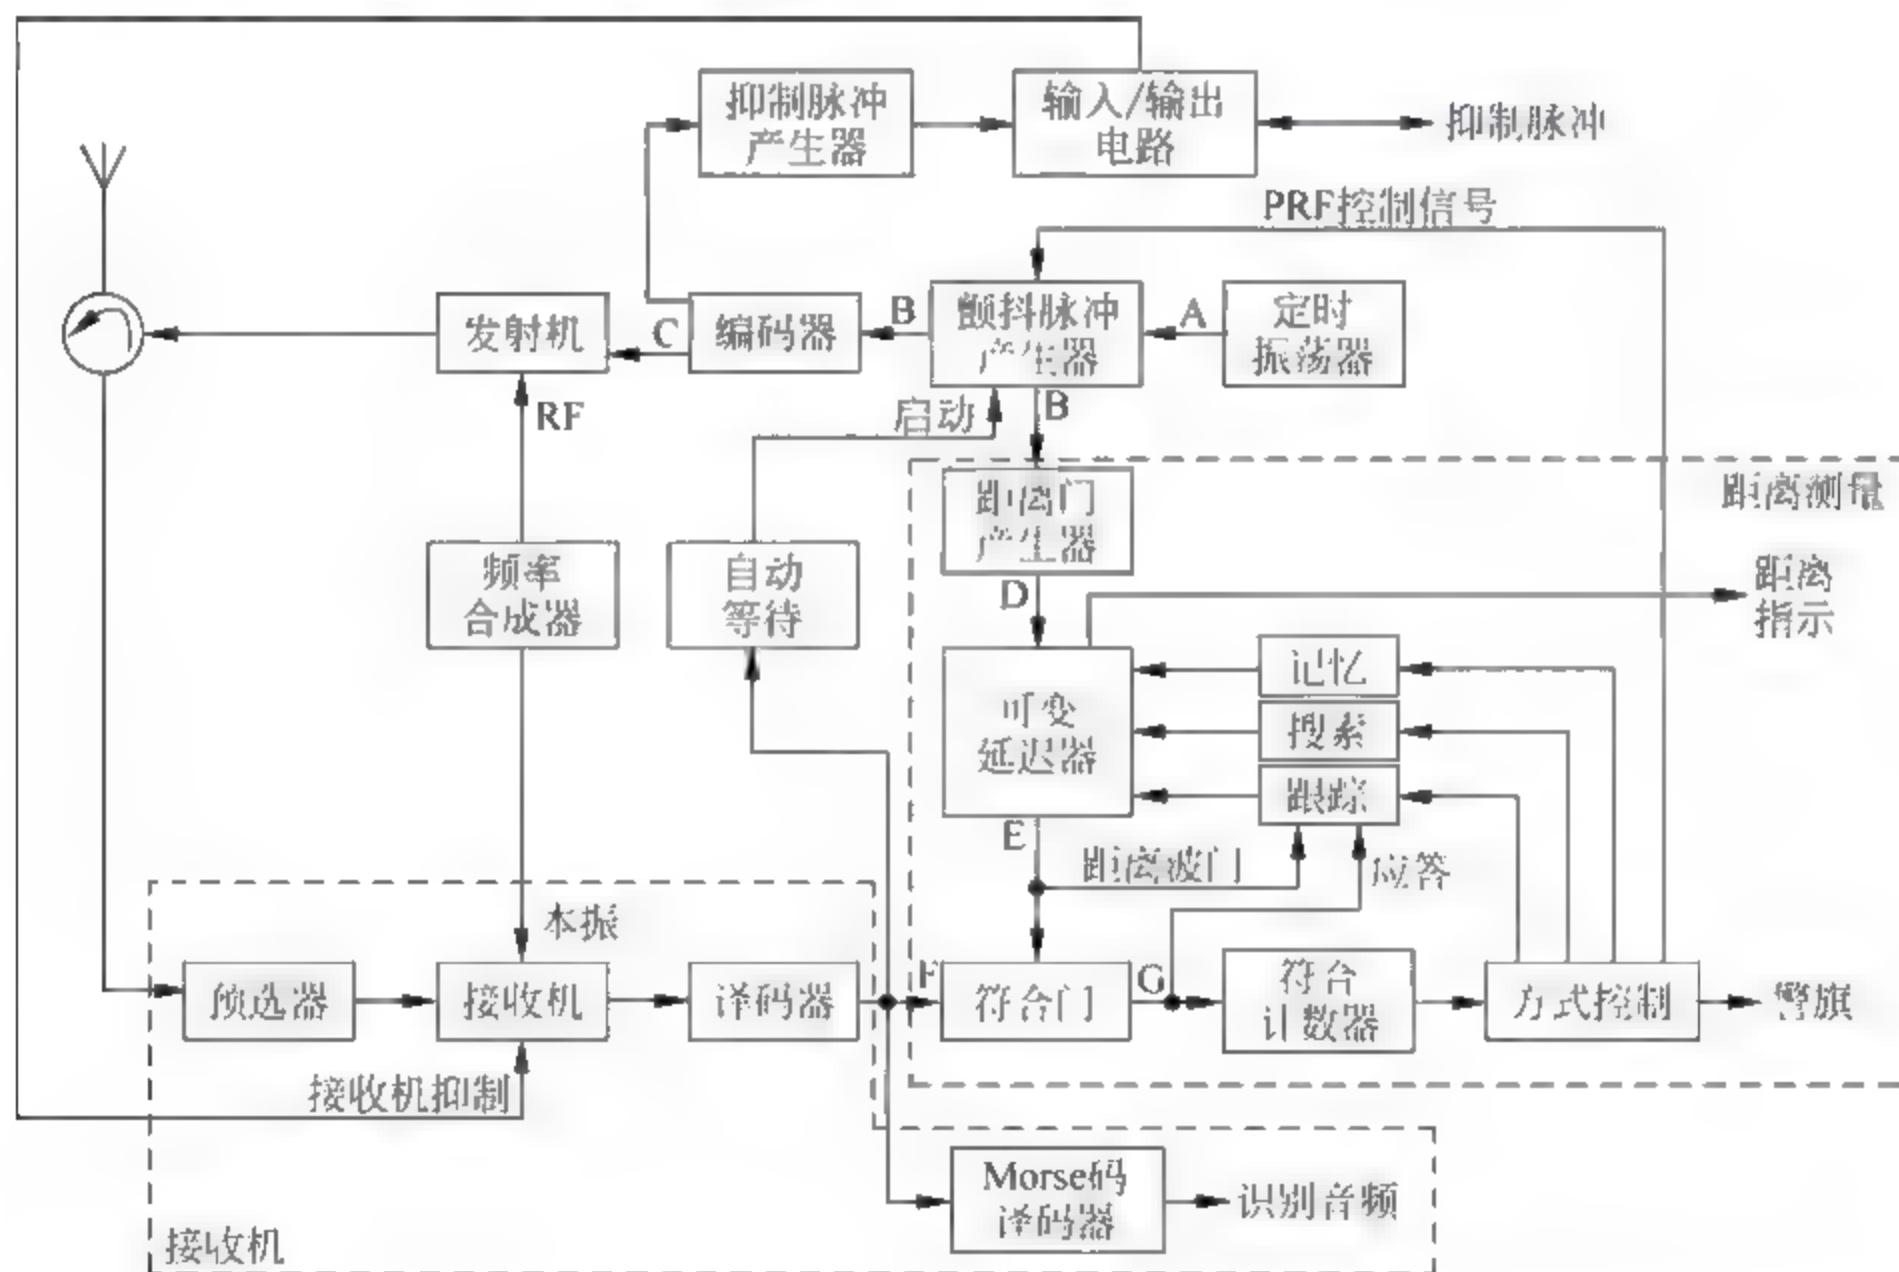 抑制脉冲
产生器
输入/输出
电路
抑制脉冲
PRF控制信号
发射机
C
编码器
B
颤抖脉冲
产生器
A
定时
振荡器
RF
启动
B
距离测量
距离门
产生器
频率
合成器
自动
等待
D
距离
指示
可变
延迟器
记忆
搜索
跟踪
E
距离波门
应答
本振
预选器
接收机
译码器
F
符合门
G
符合
计数器
方式控制
警旗
接收机抑制
Morse码
译码器
识别音频
接收机